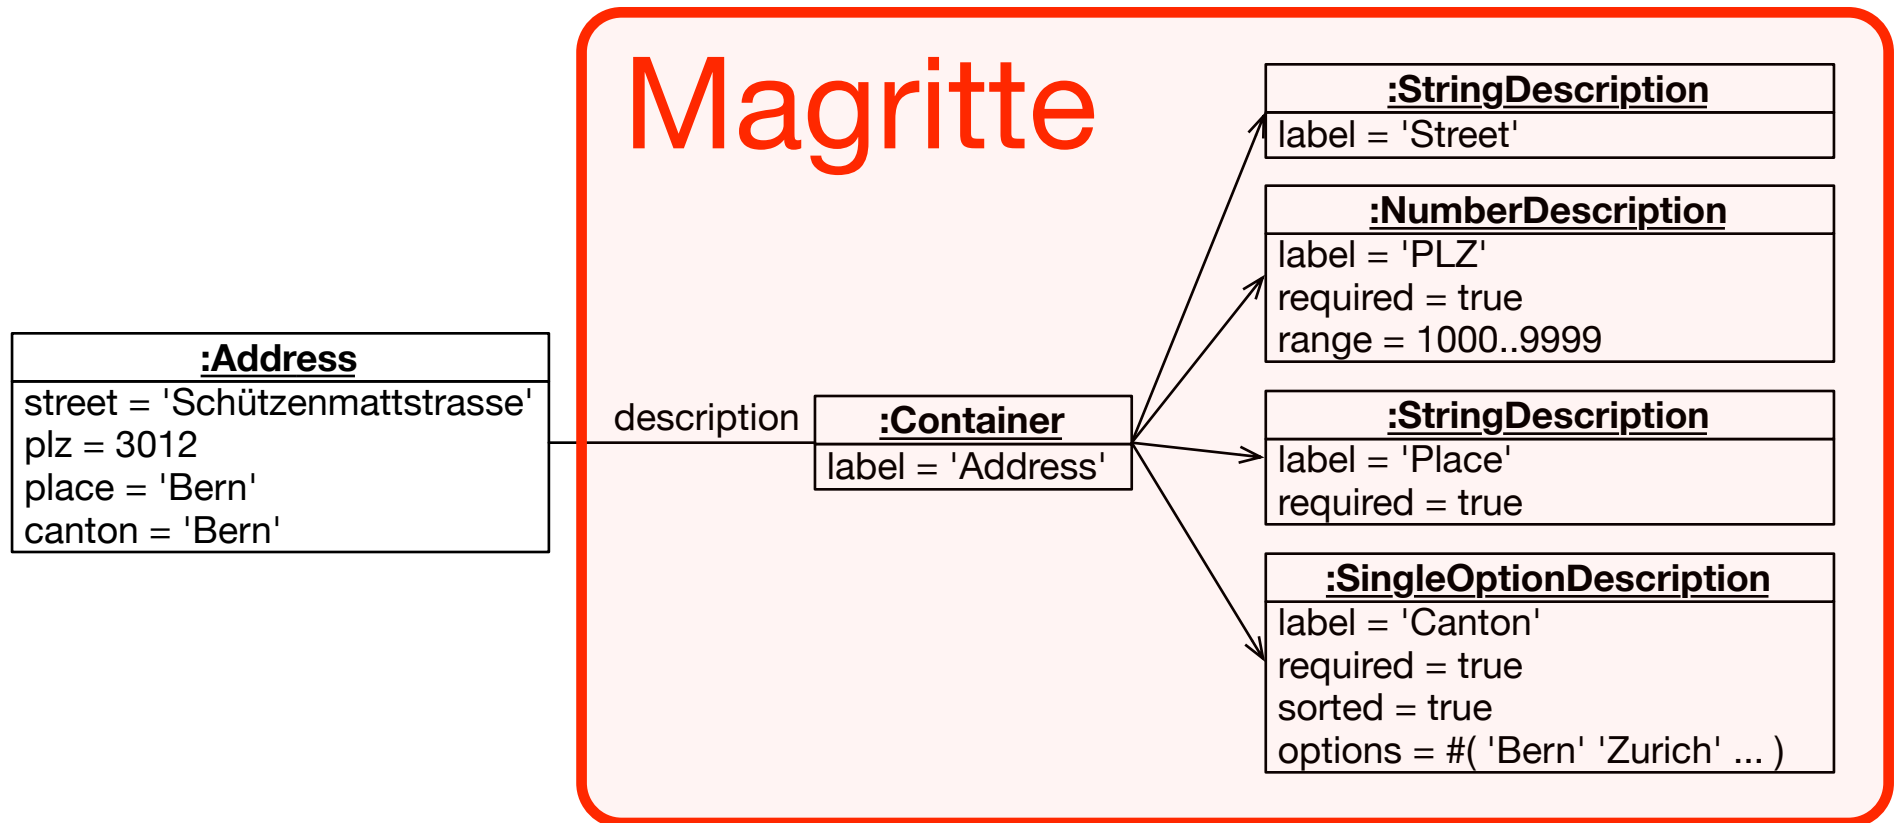 Magritte
:Address
street = 'Schützenmattstrasse'
plz = 3012
place = 'Bern'
canton = 'Bern'
description
:Container
label = 'Address'
:StringDescription
label = 'Street'
:NumberDescription
label = 'PLZ'
required = true
range = 1000..9999
:StringDescription
label = 'Place'
required = true
:SingleOptionDescription
label = 'Canton'
required = true
sorted = true
options = #( 'Bern' 'Zurich' ... )